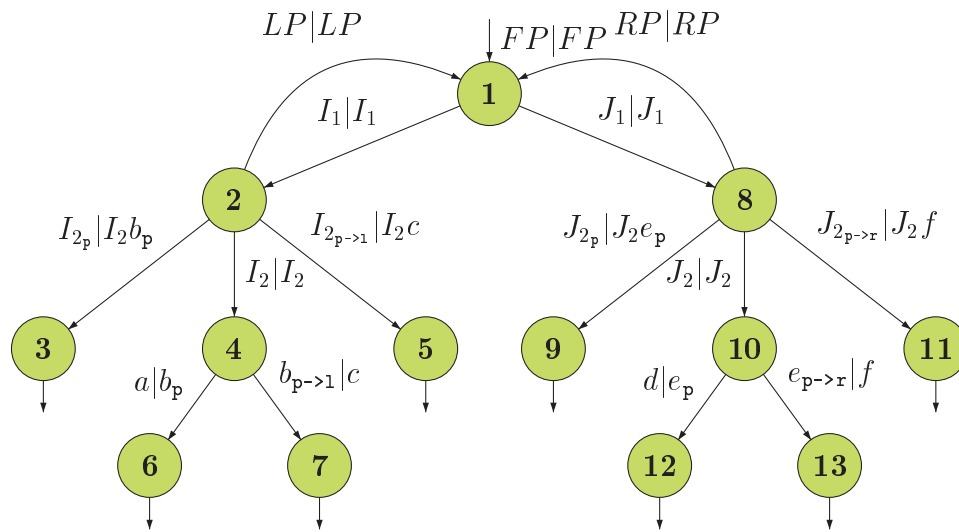 LP|LP
FP|FP
RP|RP
1
I₁|I₁
J₁|J₁
2
8
I₂ₚ|I₂bₚ
I₂ₚ₋>ₗ|I₂c
J₂ₚ|J₂eₚ
J₂ₚ₋>ᵣ|J₂f
I₂|I₂
J₂|J₂
3
4
5
9
10
11
a|bₚ
bₚ₋>ₗ|c
d|eₚ
eₚ₋>ᵣ|f
6
7
12
13